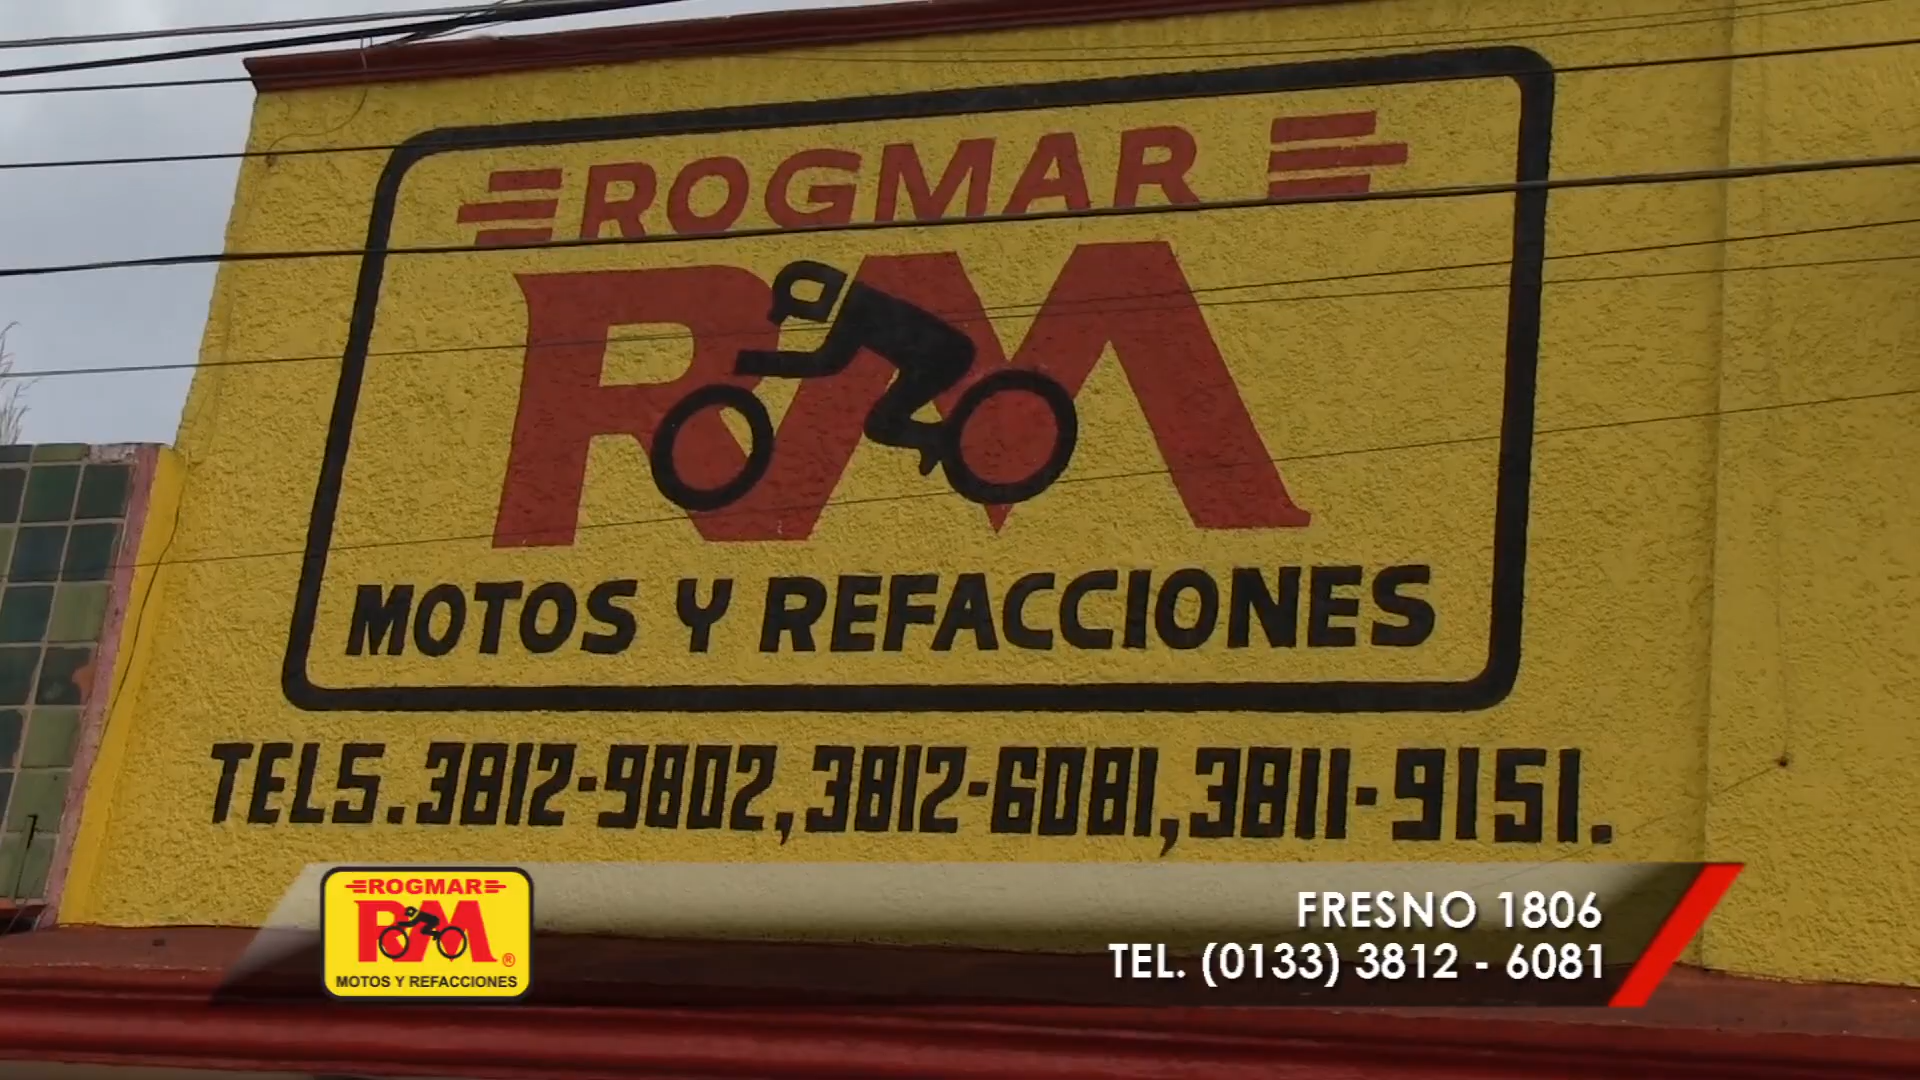 ROGMAR
RM
MOTOS Y REFACCIONES
TELS. 3812-9802, 3812-6081, 3811-9151.
ROGMAR
RM ®
MOTOS Y REFACCIONES
FRESNO 1806
TEL. (0133) 3812 - 6081